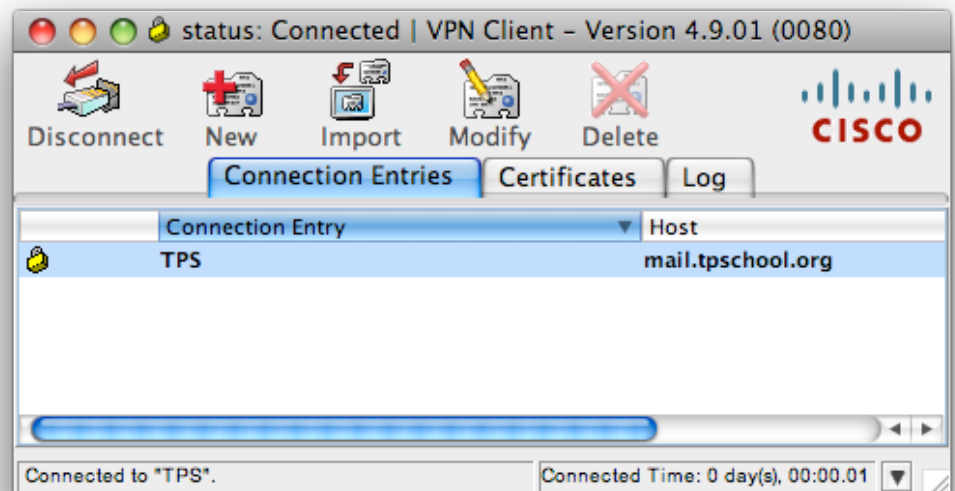 status: Connected | VPN Client – Version 4.9.01 (0080)
Disconnect New Import Modify Delete
CISCO
Connection Entries Certificates Log
Connection Entry Host
TPS mail.tpschool.org
Connected to "TPS". Connected Time: 0 day(s), 00:00.01